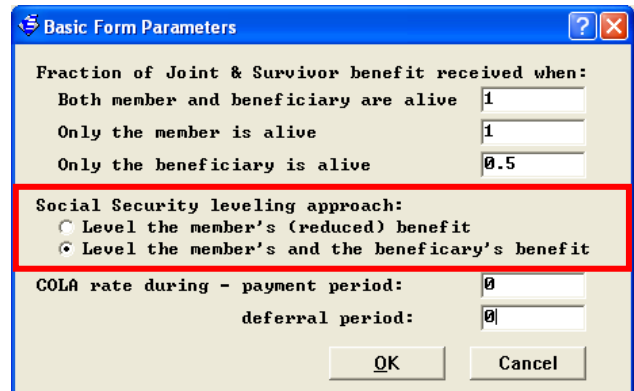 Basic Form Parameters
Fraction of Joint & Survivor benefit received when:
Both member and beneficiary are alive 1
Only the member is alive 1
Only the beneficiary is alive 0.5
Social Security leveling approach:
Level the member's (reduced) benefit
Level the member's and the beneficary's benefit
COLA rate during - payment period: 0
deferral period: 0
OK Cancel